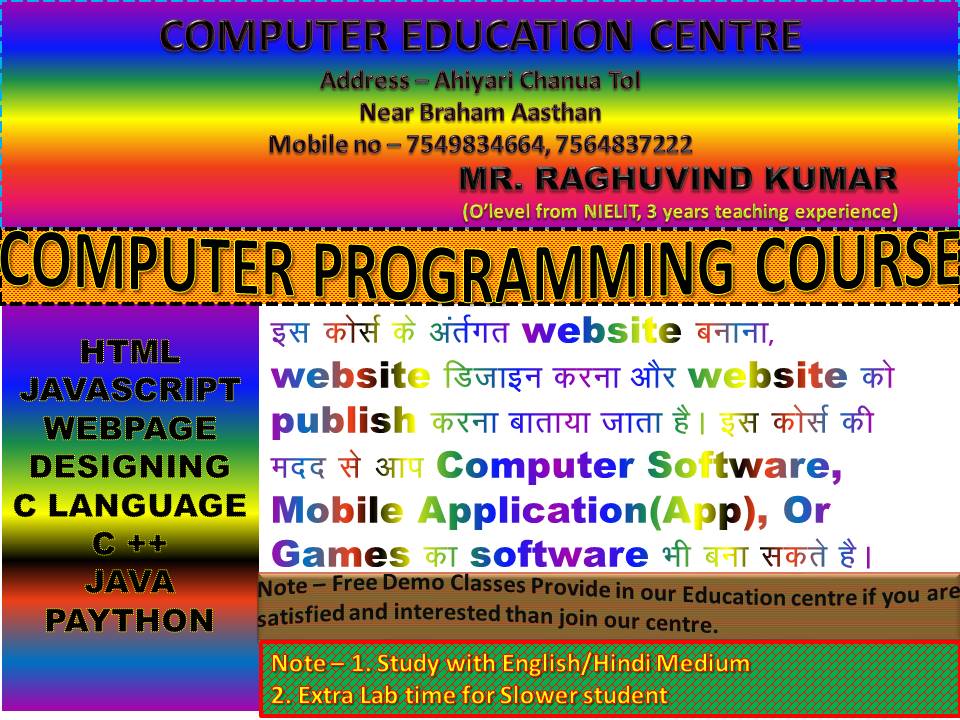 COMPUTER EDUCATION CENTRE
Address – Ahiyari Chanua Tol
Near Braham Aasthan
Mobile no – 7549834664, 7564837222
MR. RAGHUVIND KUMAR
(O'level from NIELIT, 3 years teaching experience)
COMPUTER PROGRAMMING COURSE
HTML
JAVASCRIPT
WEBPAGE
DESIGNING
C LANGUAGE
C ++
JAVA
PAYTHON
इस कोर्स के अंर्तगत website बनाना,
website डिजाइन करना और website को
publish करना बाताया जाता है। इस कोर्स की
मदद से आप Computer Software,
Mobile Application(App), Or
Games का software भी बना सकते है।
Note – Free Demo Classes Provide in our Education centre if you are
satisfied and interested than join our centre.
Note – 1. Study with English/Hindi Medium
2. Extra Lab time for Slower student